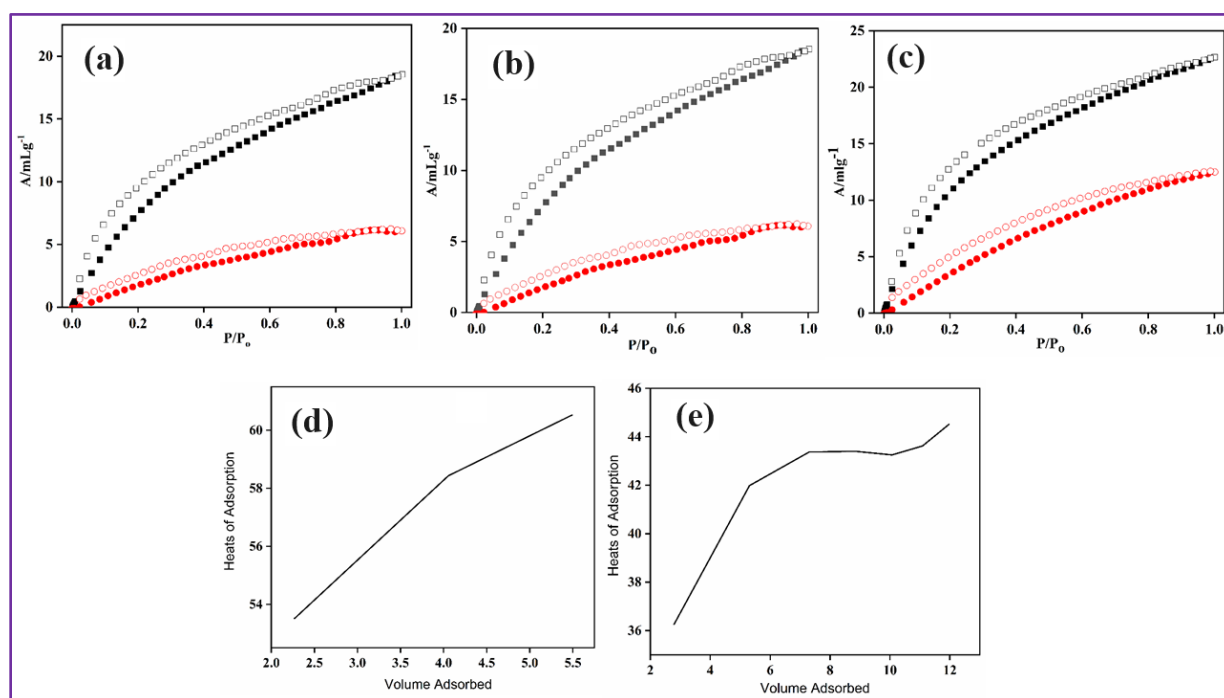 (a)
A/mLg-1
20
15
10
5
0
0.0 0.2 0.4 0.6 0.8 1.0
P/Po
(b)
A/mLg-1
20
15
10
5
0
0.0 0.2 0.4 0.6 0.8 1.0
P/Po
(c)
A/mlg-1
25
20
15
10
5
0
0.0 0.2 0.4 0.6 0.8 1.0
P/Po
(d)
Heats of Adsorption
60
58
56
54
2.0 2.5 3.0 3.5 4.0 4.5 5.0 5.5
Volume Adsorbed
(e)
Heats of Adsorption
46
44
42
40
38
36
2 4 6 8 10 12
Volume Adsorbed